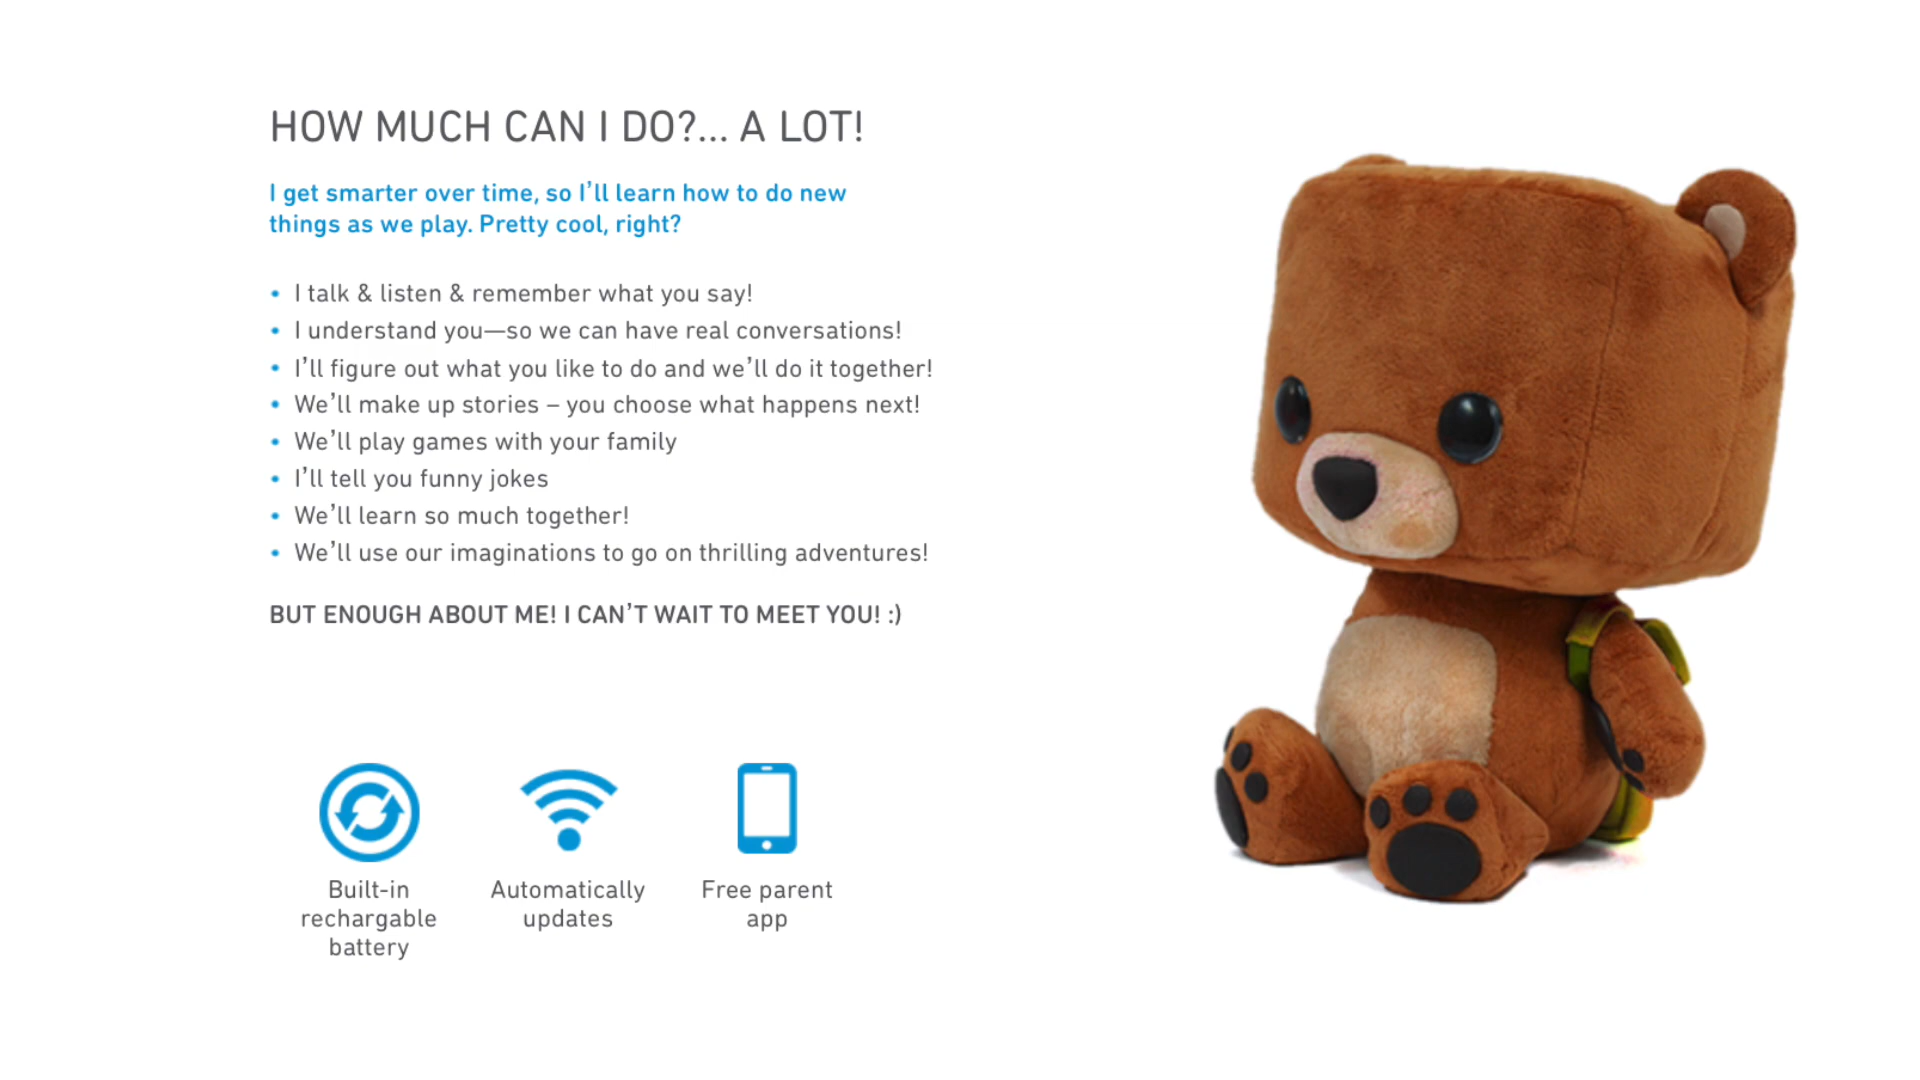 HOW MUCH CAN I DO?... A LOT!
I get smarter over time, so I'll learn how to do new
things as we play. Pretty cool, right?
• I talk & listen & remember what you say!
• I understand you—so we can have real conversations!
• I'll figure out what you like to do and we'll do it together!
• We'll make up stories – you choose what happens next!
• We'll play games with your family
• I'll tell you funny jokes
• We'll learn so much together!
• We'll use our imaginations to go on thrilling adventures!
BUT ENOUGH ABOUT ME! I CAN'T WAIT TO MEET YOU! :)
Built-in
rechargable
battery
Automatically
updates
Free parent
app